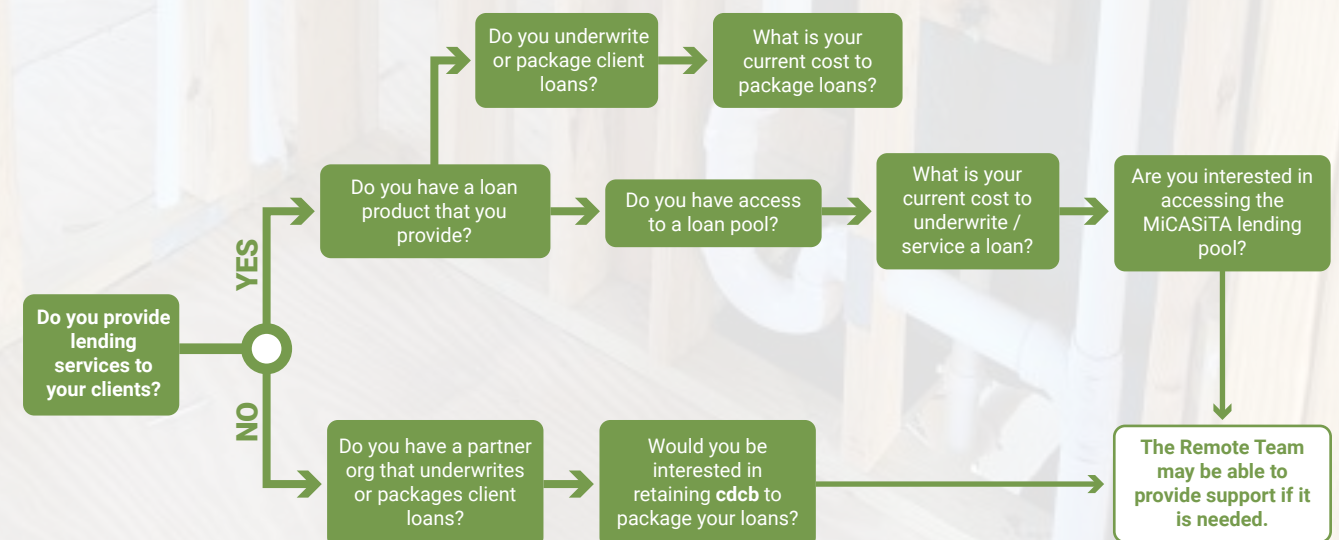 Do you underwrite
or package client
loans?
What is your
current cost to
package loans?
Do you have a loan
product that you
provide?
Do you have access
to a loan pool?
What is your
current cost to
underwrite /
service a loan?
Are you interested in
accessing the
MiCASiTA lending
pool?
YES
Do you provide
lending
services to
your clients?
NO
Do you have a partner
org that underwrites
or packages client
loans?
Would you be
interested in
retaining cdcb to
package your loans?
The Remote Team
may be able to
provide support if it
is needed.